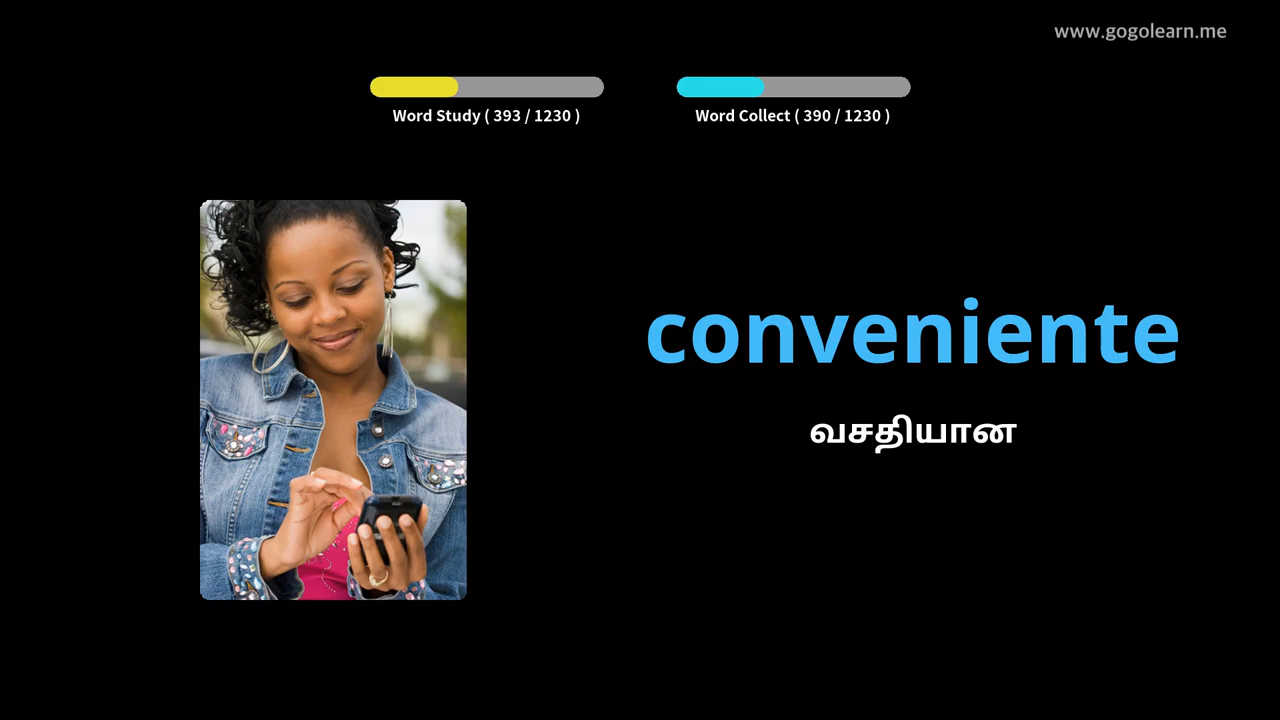 www.gogolearn.me
Word Study ( 393 / 1230 )
Word Collect ( 390 / 1230 )
conveniente
வசதியான